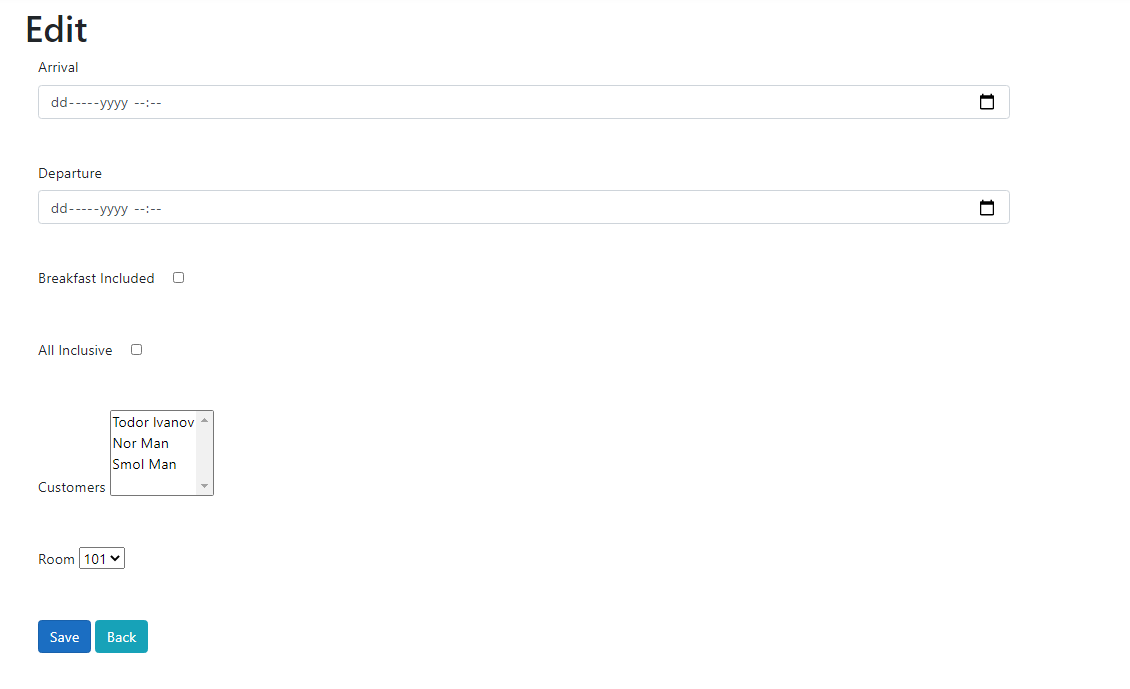 Edit
Arrival
dd-----yyyy --:--
Departure
dd-----yyyy --:--
Breakfast Included
All Inclusive
Todor Ivanov
Nor Man
Smol Man
Customers
Room 101
Save Back